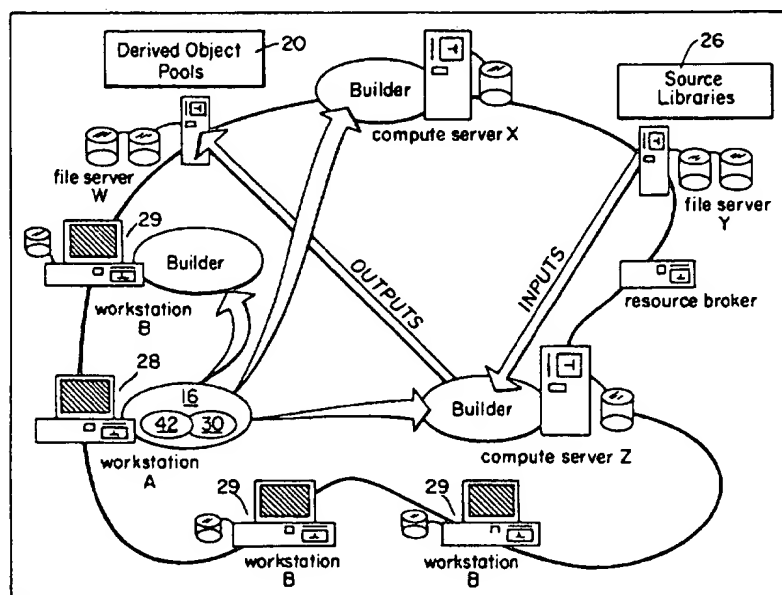 20
Derived Object
Pools
26
Source
Libraries
Builder
compute server X
file server
W
file server
Y
29
Builder
workstation
B
OUTPUTS
INPUTS
resource broker
28
16
42
30
workstation
A
Builder
compute server Z
29
workstation
B
29
workstation
B